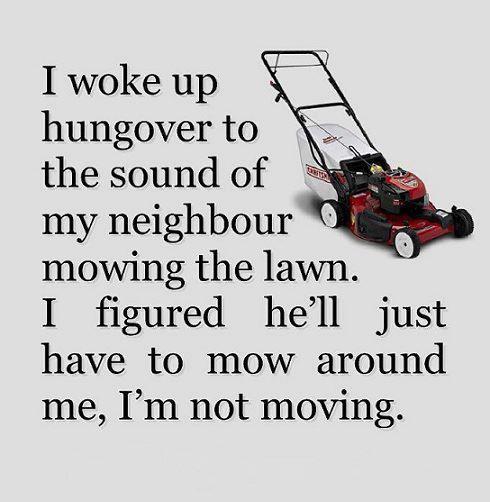 I woke up
hungover to
the sound of
my neighbour
mowing the lawn.
I figured he’ll just
have to mow around
me, I’m not moving.
CRAFTSMAN